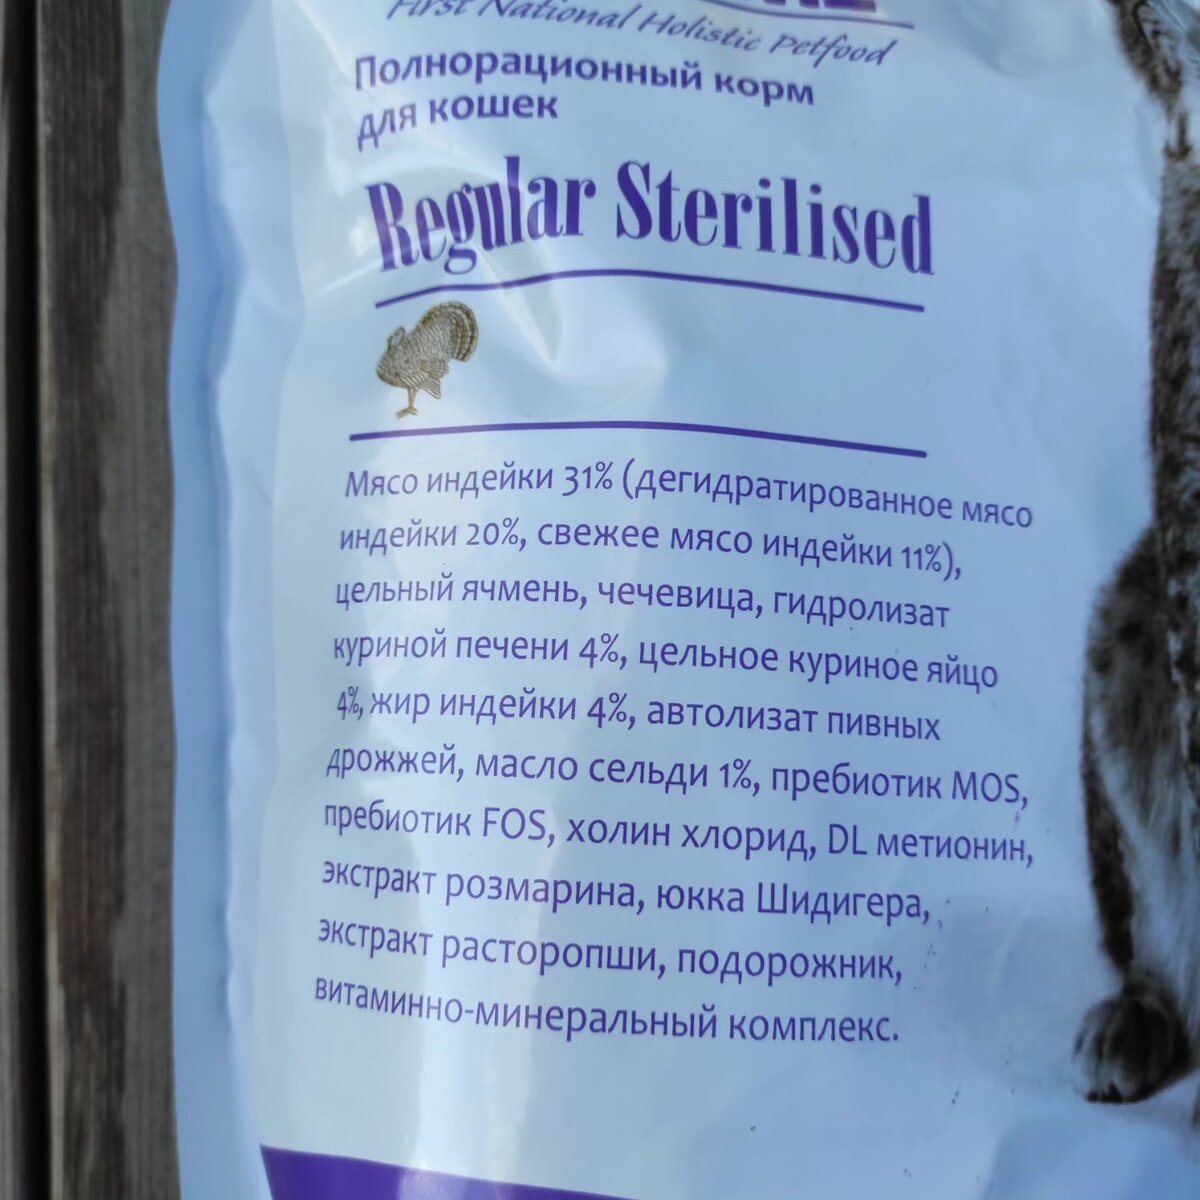 First National Holistic Petfood
Полнорационный корм
для кошек
Regular Sterilised
Мясо индейки 31% (дегидратированное мясо
индейки 20%, свежее мясо индейки 11%),
цельный ячмень, чечевица, гидролизат
куриной печени 4%, цельное куриное яйцо
4%, жир индейки 4%, автолизат пивных
дрожжей, масло сельди 1%, пребиотик MOS,
пребиотик FOS, холин хлорид, DL метионин,
экстракт розмарина, юкка Шидигера,
экстракт расторопши, подорожник,
витаминно-минеральный комплекс.